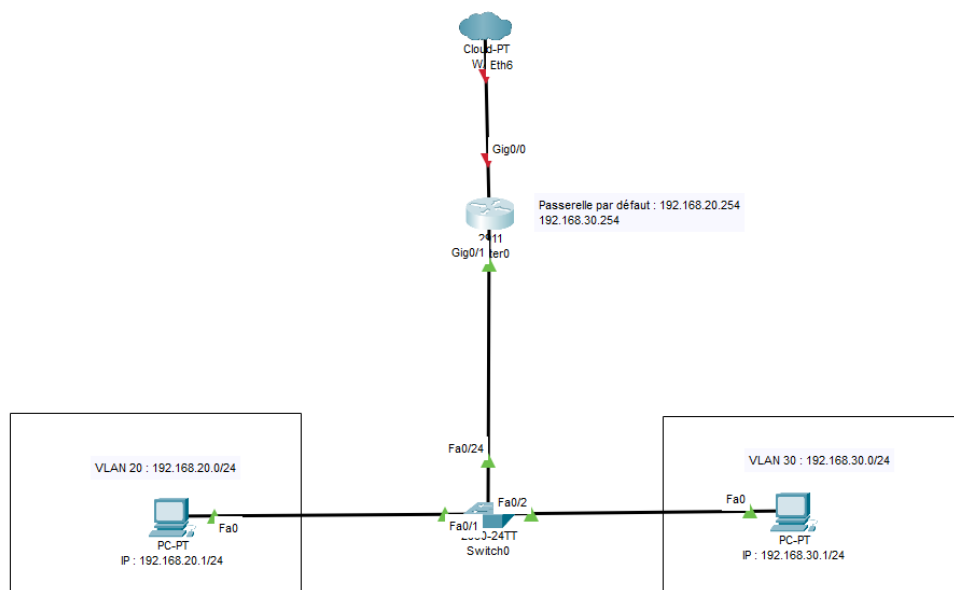 Cloud-PT
Eth6
Gig0/0
Passerelle par défaut : 192.168.20.254
192.168.30.254
Gig0/1
Fa0/24
VLAN 20 : 192.168.20.0/24
VLAN 30 : 192.168.30.0/24
Fa0/2
Fa0
Fa0
Fa0/1
PC-PT
Switch0
PC-PT
IP : 192.168.20.1/24
IP : 192.168.30.1/24